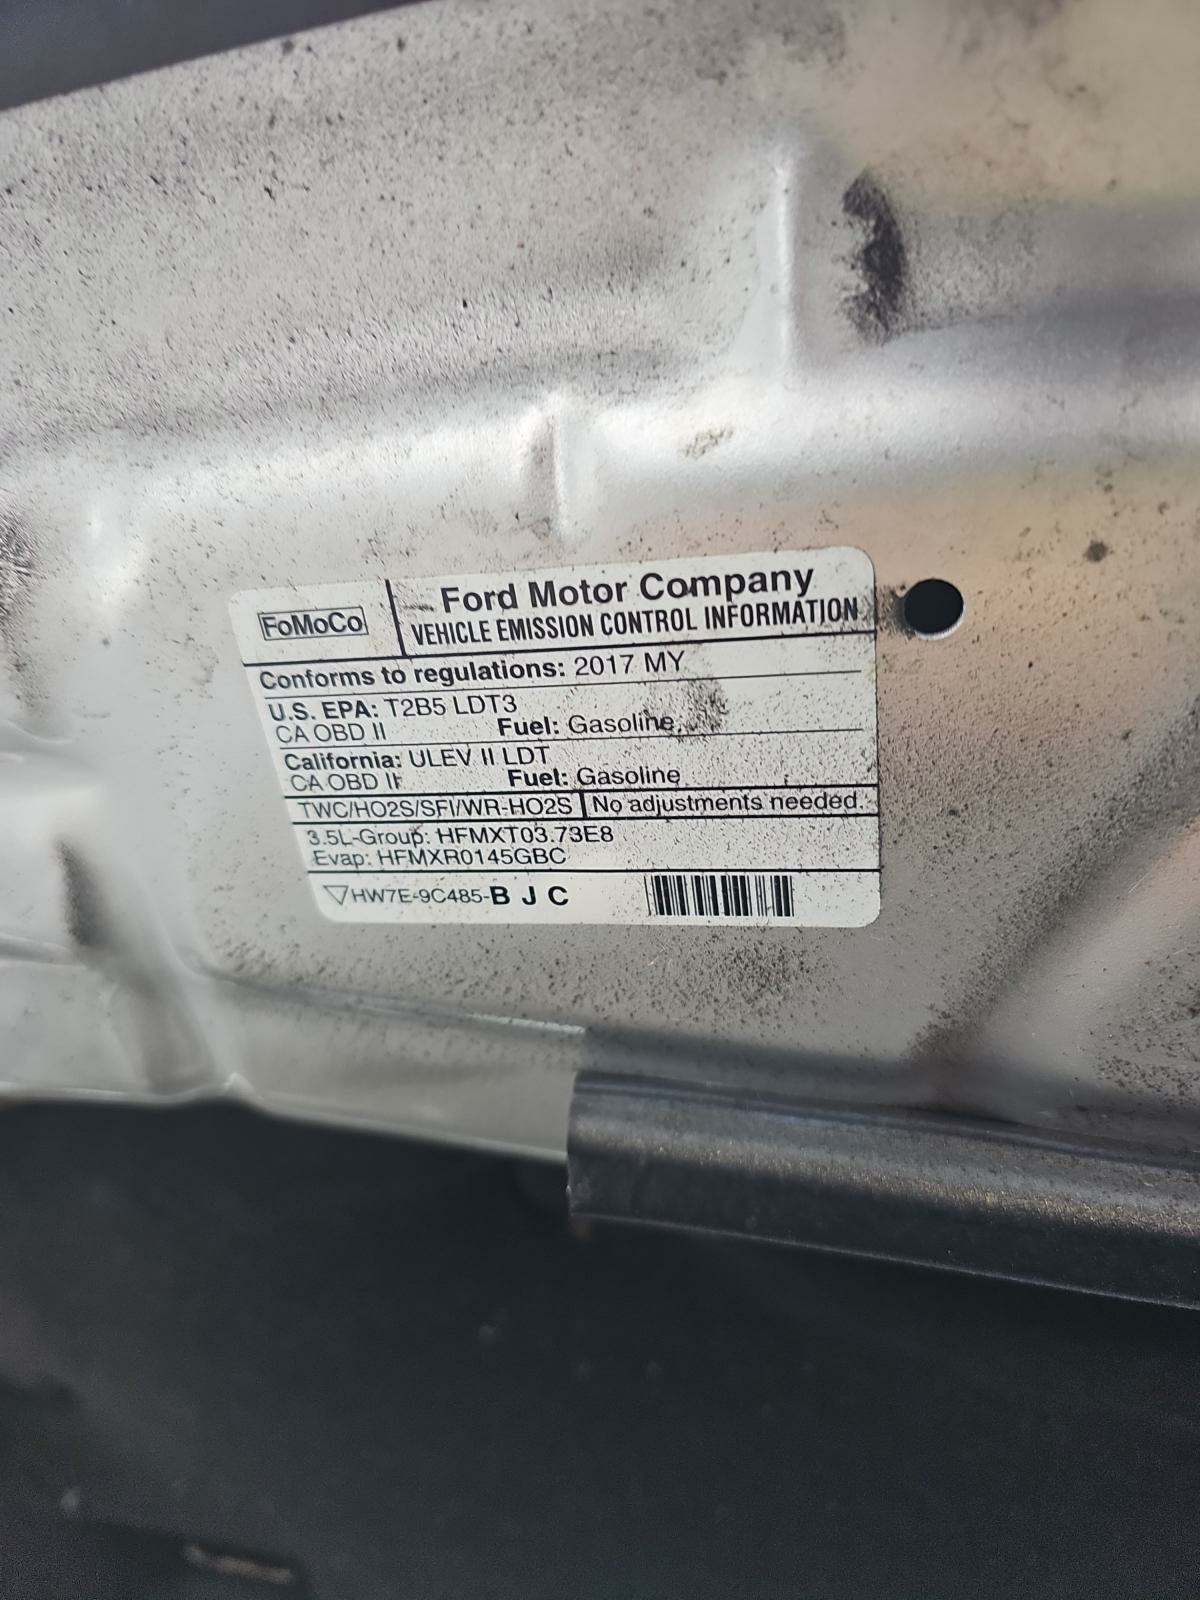 FoMoCo
Ford Motor Company
VEHICLE EMISSION CONTROL INFORMATION
Conforms to regulations: 2017 MY
U.S. EPA: T2B5 LDT3
CA OBD II Fuel: Gasoline
California: ULEV II LDT
CA OBD II Fuel: Gasoline
TWC/HO2S/SFI/WR-HO2S No adjustments needed.
3.5L-Group: HFMXT03.73E8
Evap: HFMXR0145GBC
HW7E-9C485-B J C